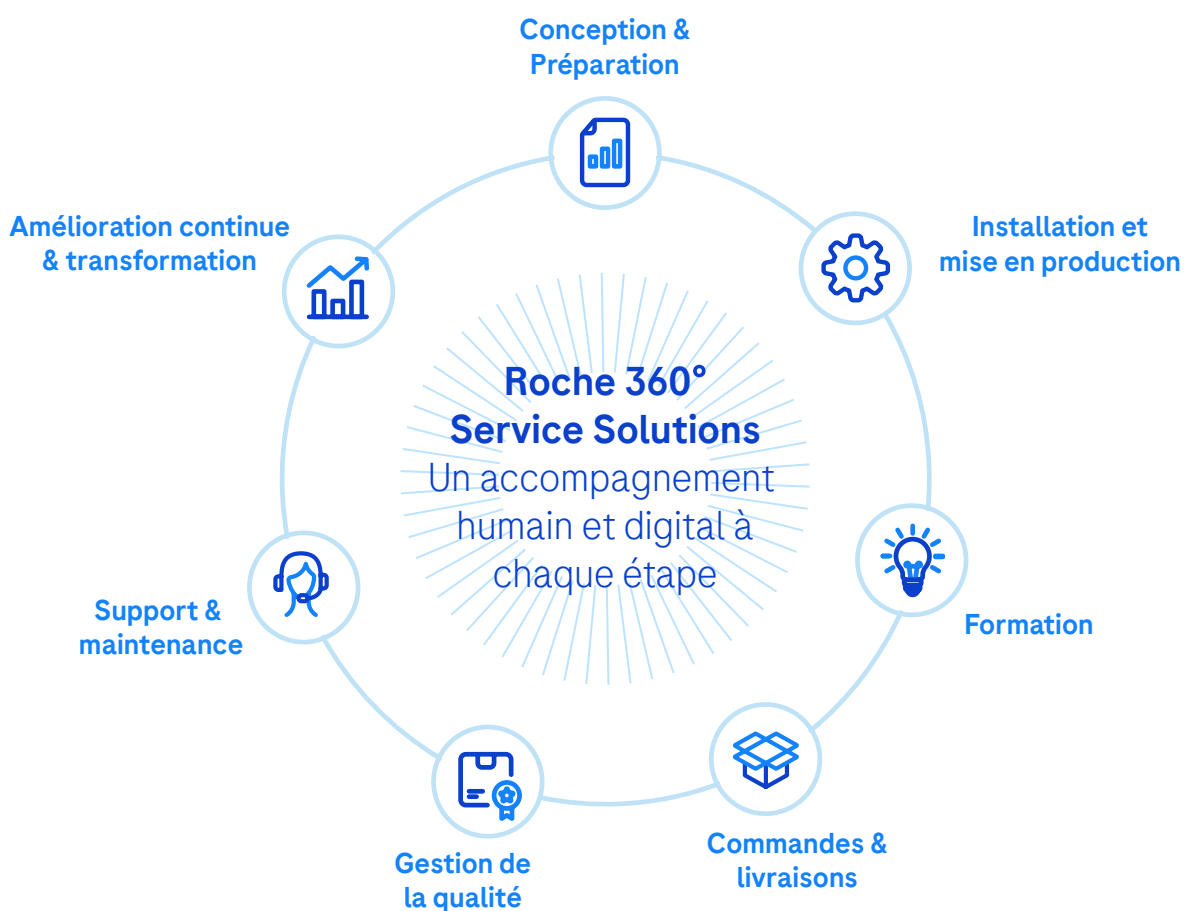 Conception &
Préparation
Installation et
mise en production
Amélioration continue
& transformation
Roche 360°
Service Solutions
Un accompagnement
humain et digital à
chaque étape
Formation
Support &
maintenance
Commandes &
livraisons
Gestion de
la qualité